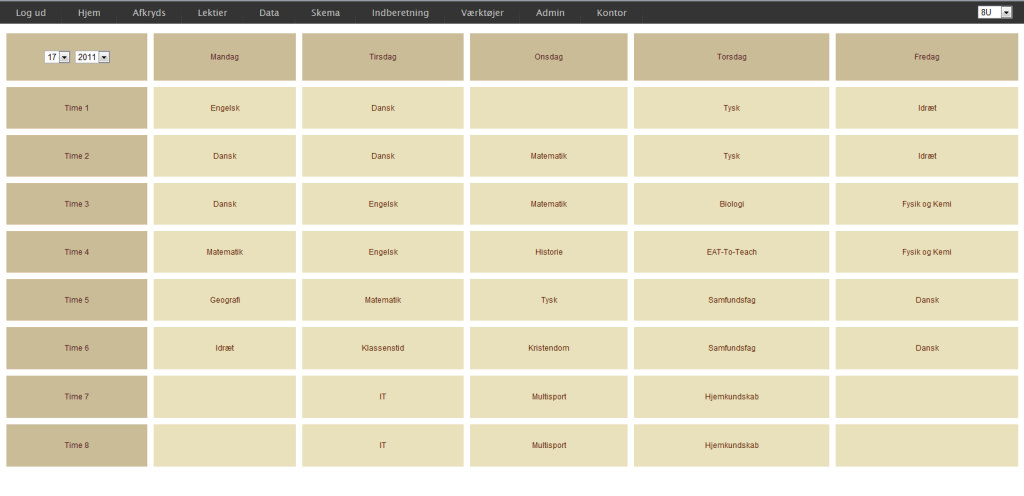 Log ud Hjem Afkryds Lektier Data Skema Indberetning Værktøjer Admin Kontor 8U
17 2011 Mandag Tirsdag Onsdag Torsdag Fredag
Time 1 Engelsk Dansk Tysk Idræt
Time 2 Dansk Dansk Matematik Tysk Idræt
Time 3 Dansk Engelsk Matematik Biologi Fysik og Kemi
Time 4 Matematik Engelsk Historie EAT-To-Teach Fysik og Kemi
Time 5 Geografi Matematik Tysk Samfundsfag Dansk
Time 6 Idræt Klassenstid Kristendom Samfundsfag Dansk
Time 7 IT Multisport Hjemkundskab
Time 8 IT Multisport Hjemkundskab